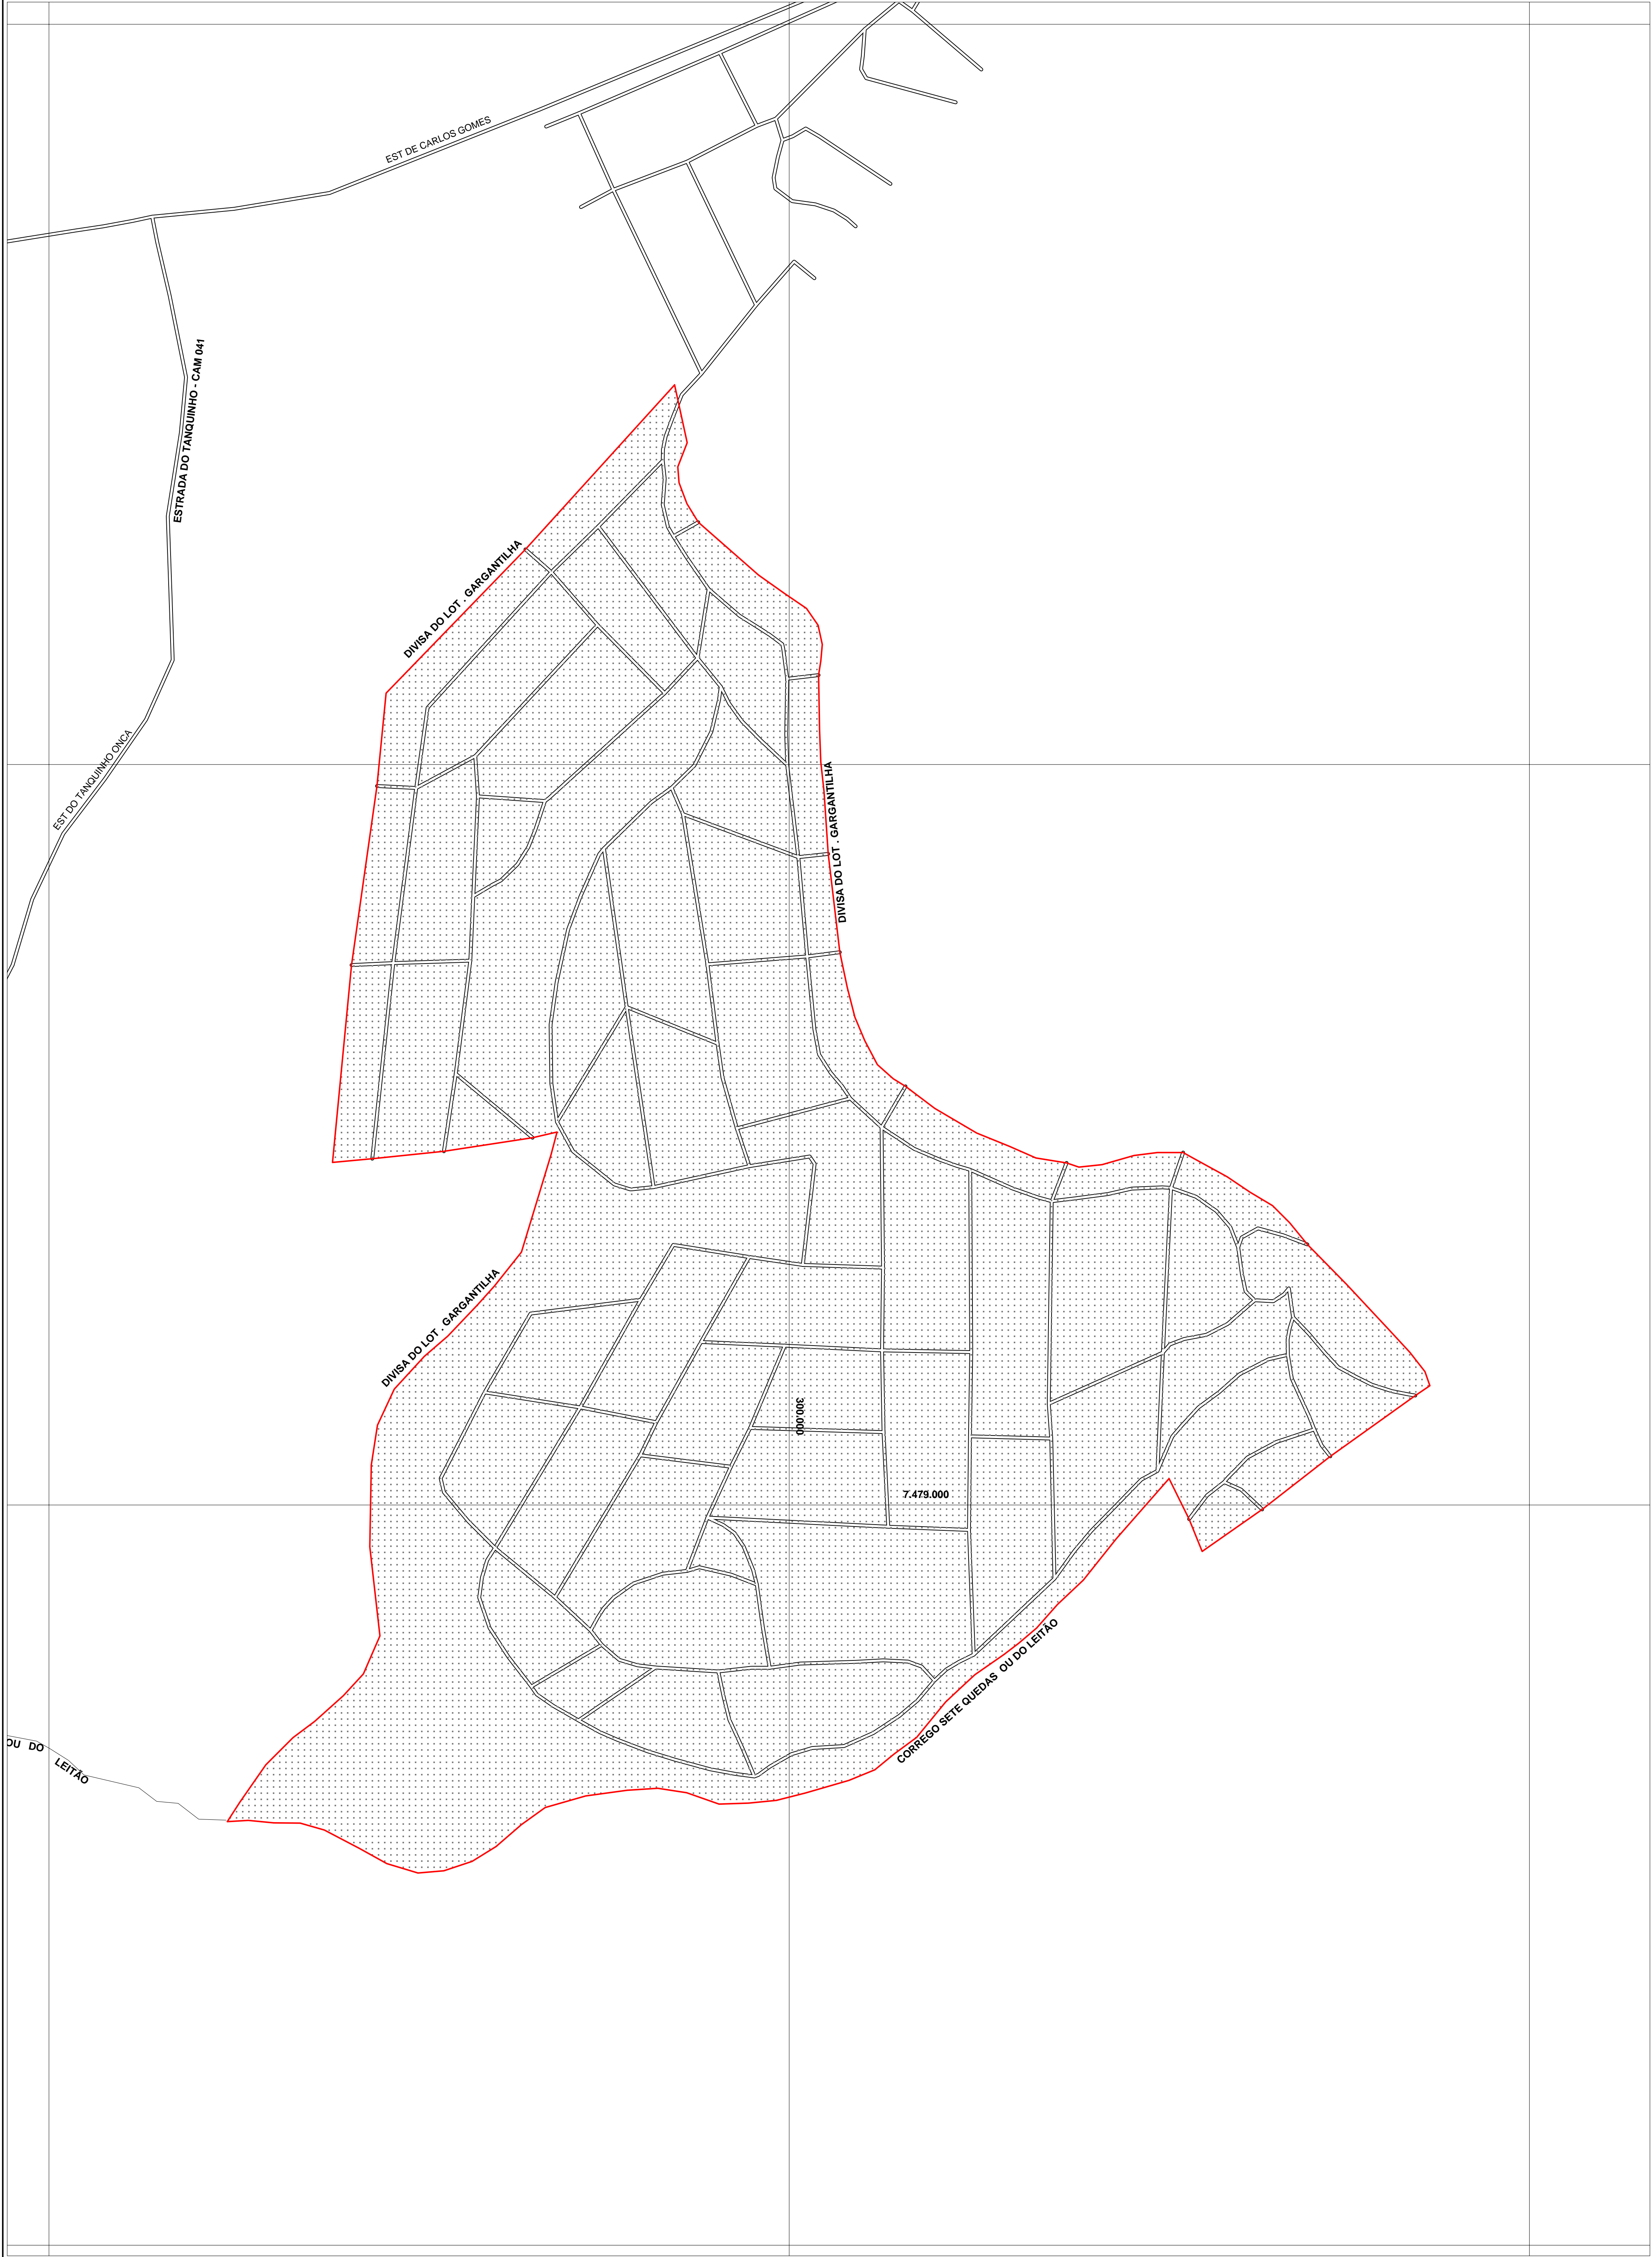 EST DE CARLOS GOMES
ESTRADA DO TANQUINHO - CAM 041
DIVISA DO LOT . GARGANTILHA
EST DO TANQUINHO ONCA
DIVISA DO LOT . GARGANTILHA
DIVISA DO LOT . GARGANTILHA
300.000
7.479.000
CORREGO SETE QUEDAS OU DO LEITÃO
OU DO LEITÃO